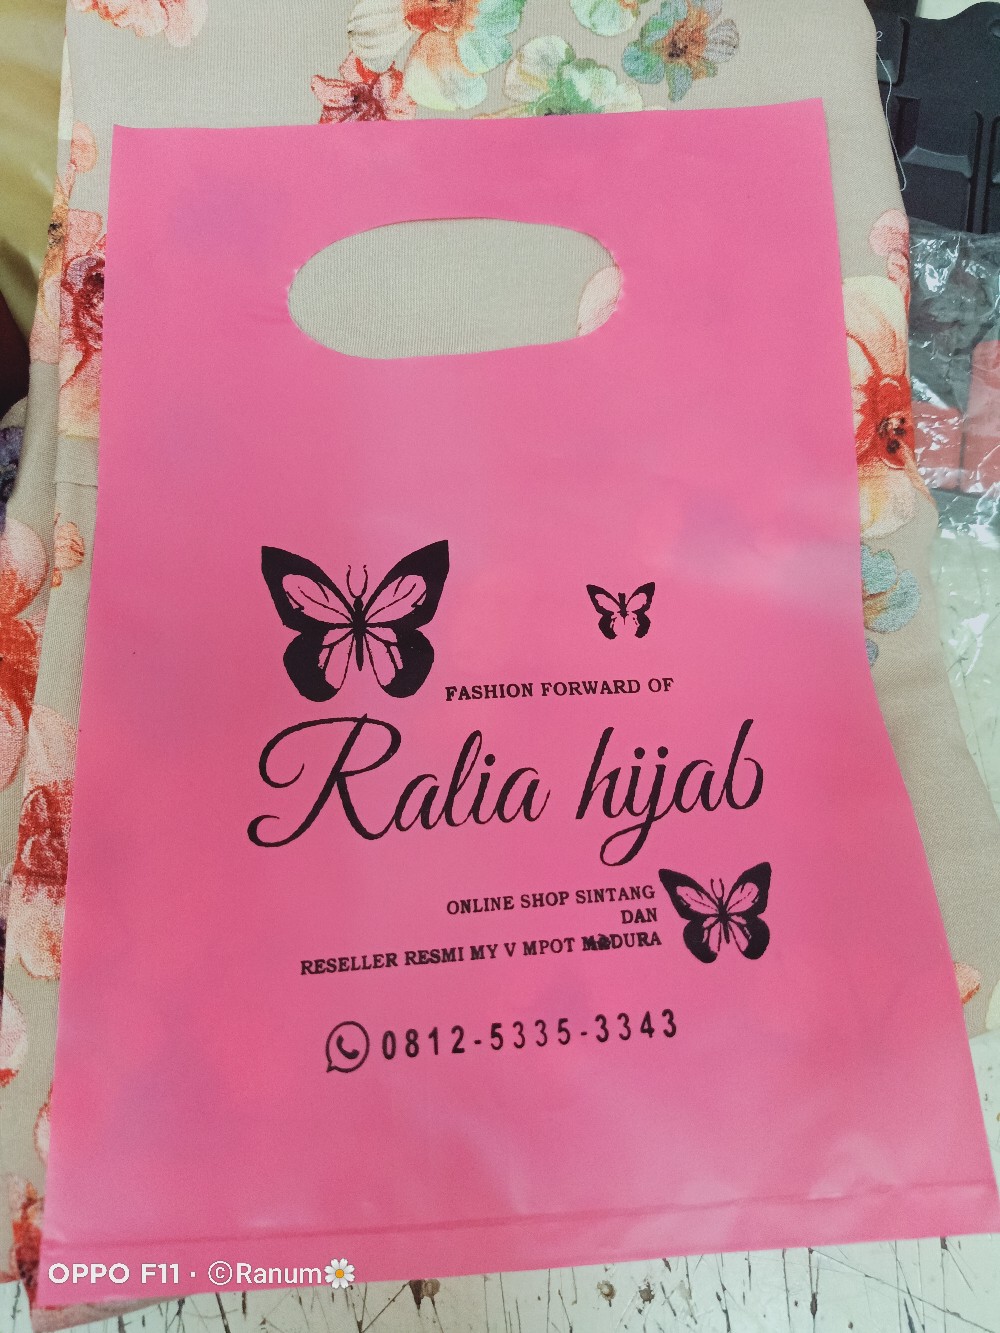 FASHION FORWARD OF
Ralia hijab
ONLINE SHOP SINTANG
DAN
RESELLER RESMI MY V MPOT MADURA
0812-5335-3343
OPPO F11 · ©Ranum🌼